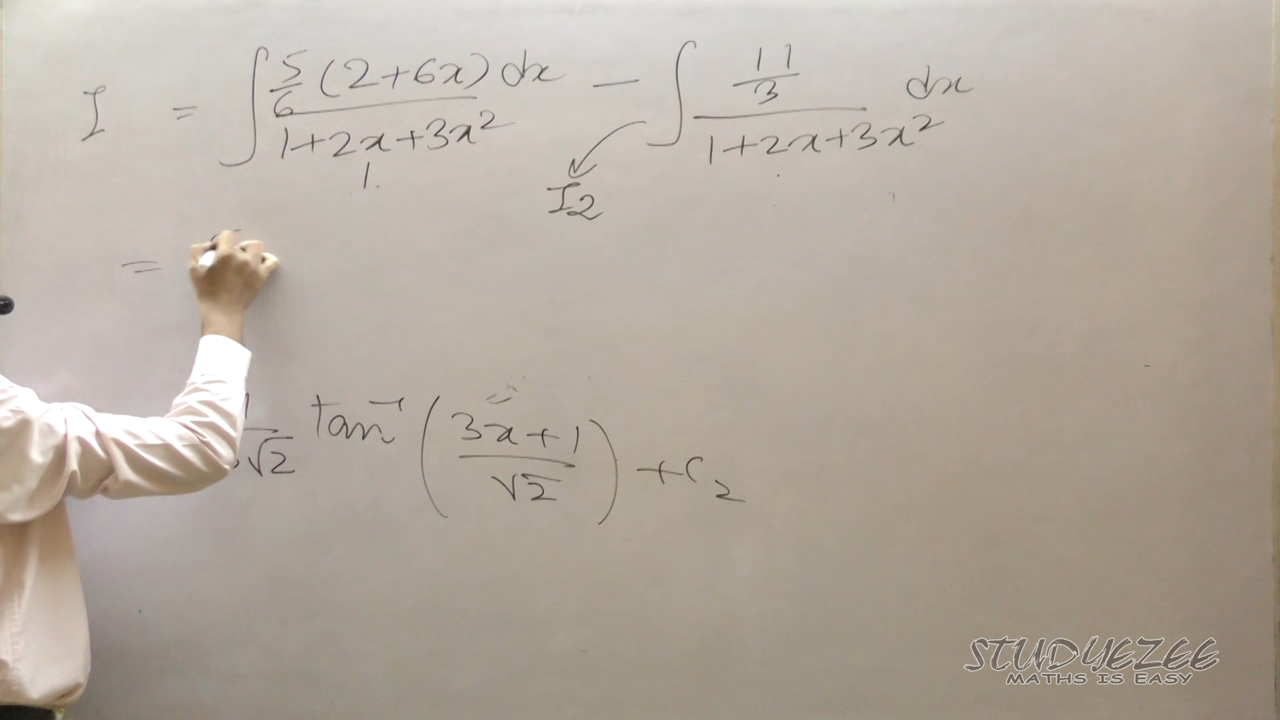 I = ∫ 5/6 (2+6x) dx / 1+2x+3x² − ∫ 11/3 dx / 1+2x+3x²
I₂
=
√2 tan⁻¹ ( 3x+1 / √2 ) + C₂
STUDYEZEE
MATHS IS EASY